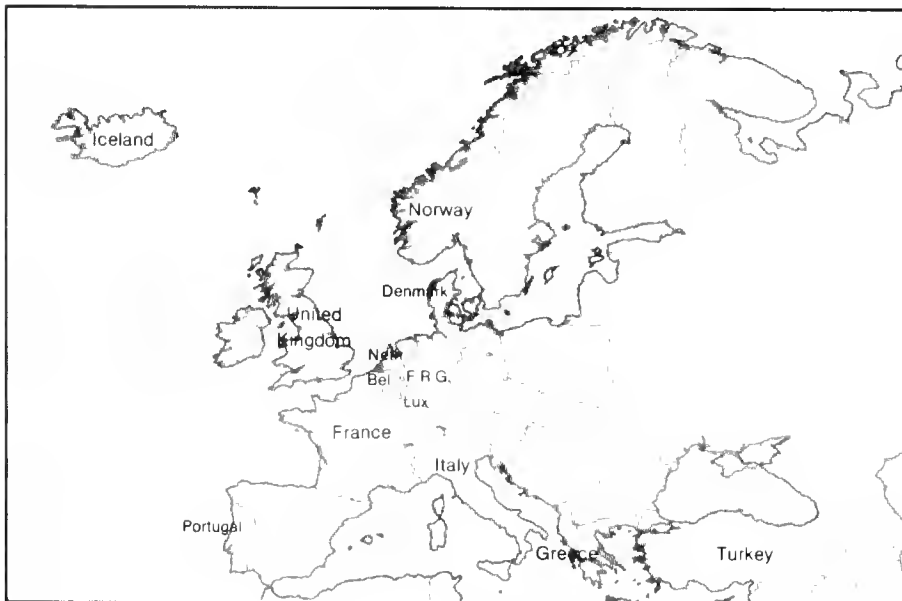 Iceland
Norway
Denmark
United
Kingdom
Neth
Bel
F R G.
Lux
France
Italy
Portugal
Greece
Turkey